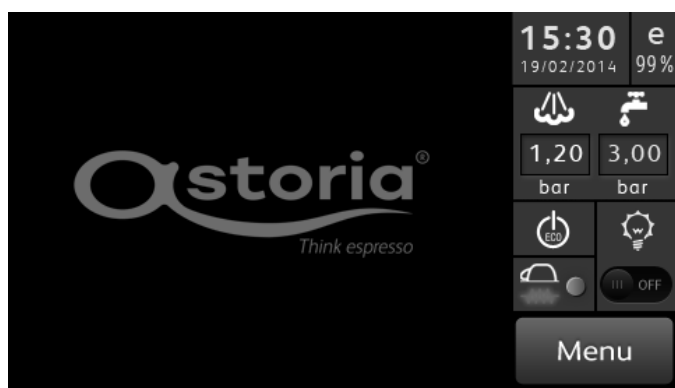 astoria®
Think espresso
15:30 e
19/02/2014 99%
1,20 3,00
bar bar
ECO
OFF
Menu